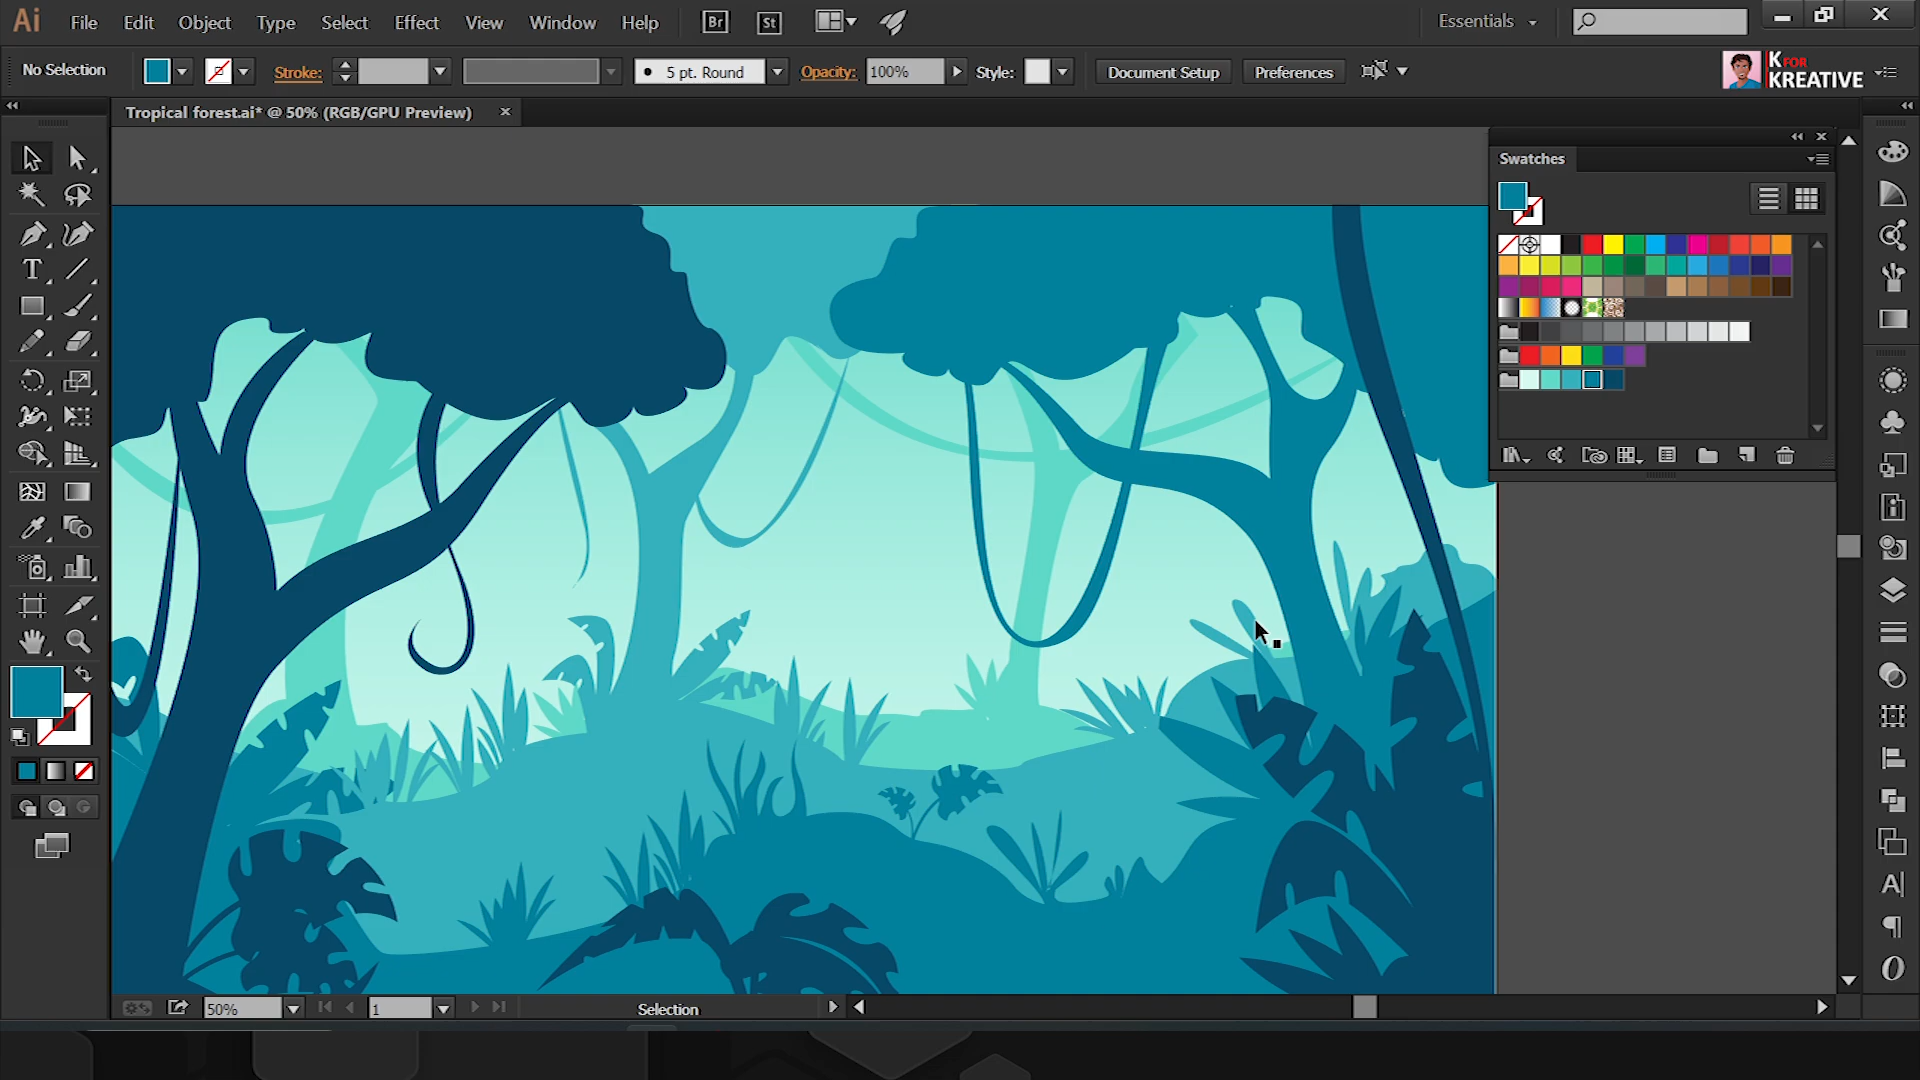 Ai File Edit Object Type Select Effect View Window Help Br St Essentials
No Selection Stroke: 5 pt. Round Opacity: 100% Style: Document Setup Preferences
K FOR
KREATIVE
Tropical forest.ai* @ 50% (RGB/GPU Preview)
Swatches
50% 1 Selection